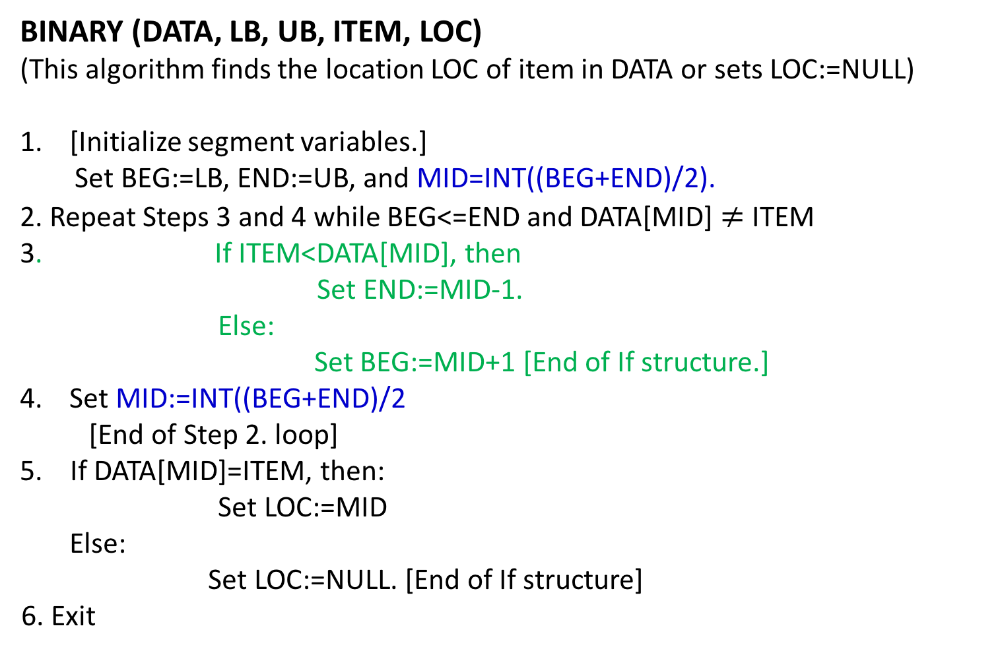 BINARY (DATA, LB, UB, ITEM, LOC)
(This algorithm finds the location LOC of item in DATA or sets LOC:=NULL)
1. [Initialize segment variables.]
Set BEG:=LB, END:=UB, and MID=INT((BEG+END)/2).
2. Repeat Steps 3 and 4 while BEG<=END and DATA[MID] ≠ ITEM
3. If ITEM<DATA[MID], then
Set END:=MID-1.
Else:
Set BEG:=MID+1 [End of If structure.]
4. Set MID:=INT((BEG+END)/2
[End of Step 2. loop]
5. If DATA[MID]=ITEM, then:
Set LOC:=MID
Else:
Set LOC:=NULL. [End of If structure]
6. Exit